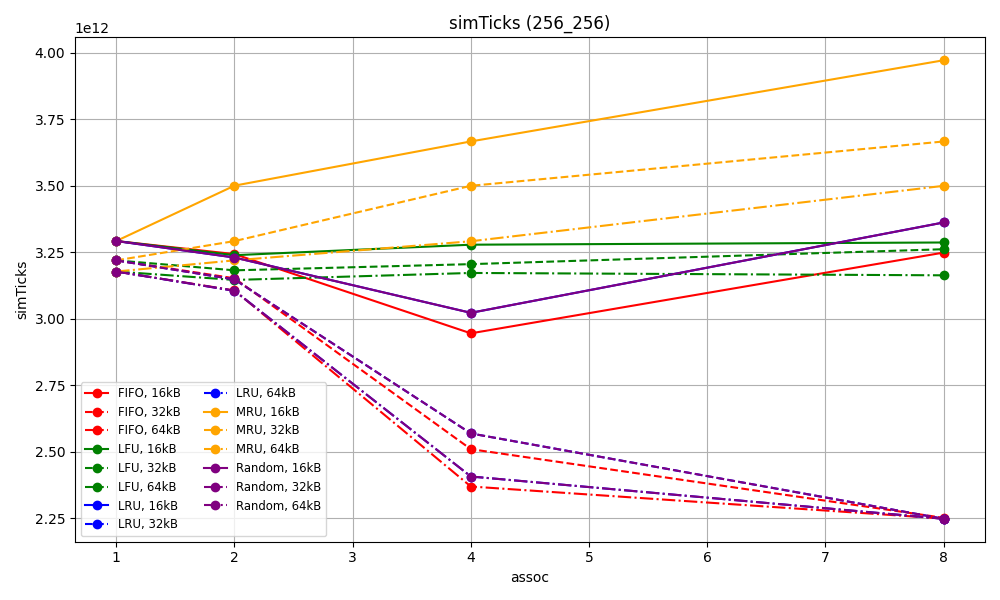 simTicks (256_256)
1e12
4.00
3.75
3.50
3.25
3.00
2.75
2.50
2.25
simTicks
FIFO, 16kB
FIFO, 32kB
FIFO, 64kB
LFU, 16kB
LFU, 32kB
LFU, 64kB
LRU, 16kB
LRU, 32kB
LRU, 64kB
MRU, 16kB
MRU, 32kB
MRU, 64kB
Random, 16kB
Random, 32kB
Random, 64kB
1 2 3 4 5 6 7 8
assoc